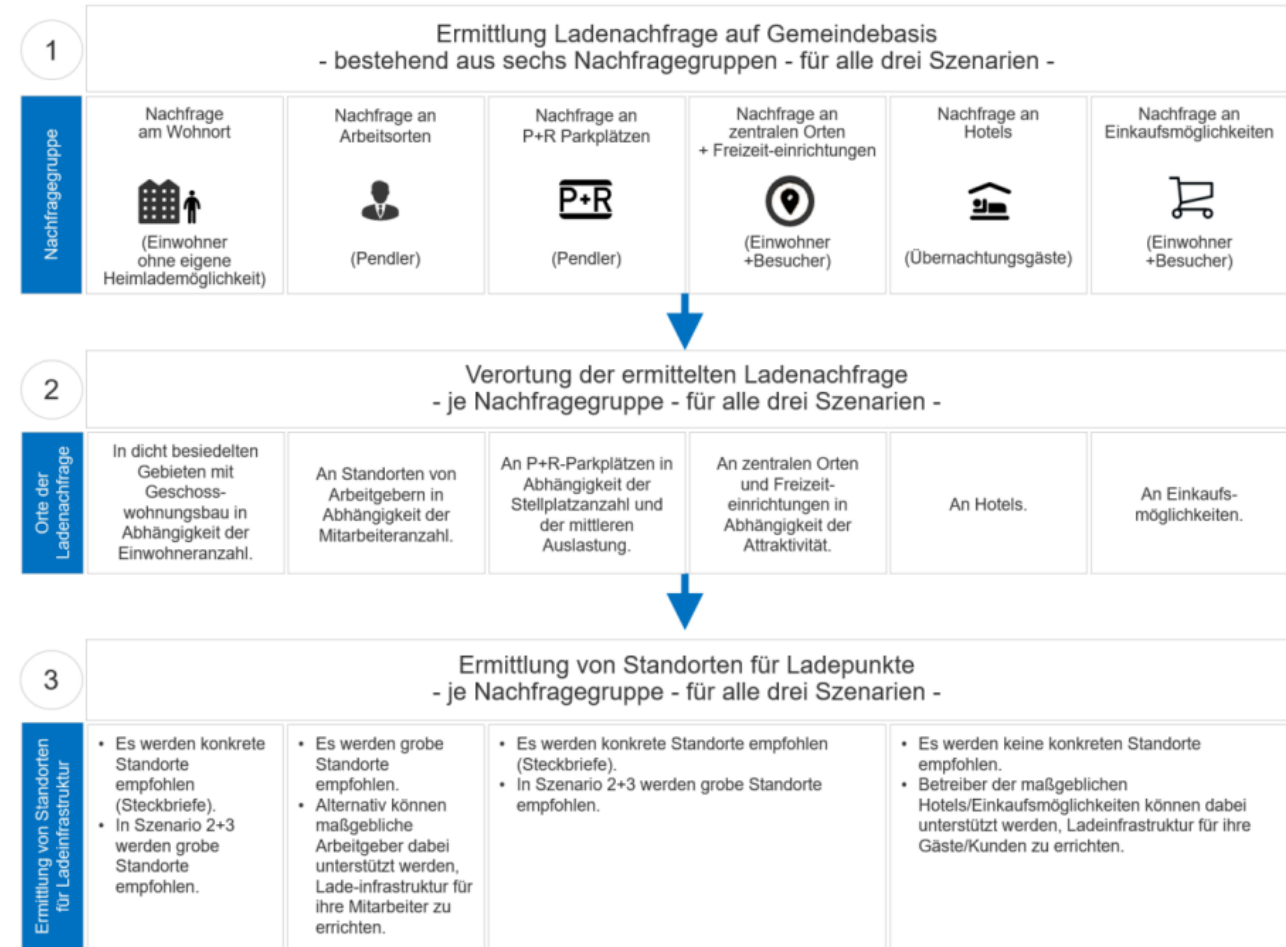 1
Ermittlung Ladenachfrage auf Gemeindebasis
- bestehend aus sechs Nachfragegruppen - für alle drei Szenarien -
Nachfragegruppe
Nachfrage
am Wohnort
(Einwohner
ohne eigene
Heimlademöglichkeit)
Nachfrage an
Arbeitsorten
(Pendler)
Nachfrage an
P+R Parkplätzen
P+R
(Pendler)
Nachfrage an
zentralen Orten
+ Freizeit-einrichtungen
(Einwohner
+Besucher)
Nachfrage an
Hotels
(Übernachtungsgäste)
Nachfrage an
Einkaufsmöglichkeiten
(Einwohner
+Besucher)
2
Verortung der ermittelten Ladenachfrage
- je Nachfragegruppe - für alle drei Szenarien -
Orte der
Ladenachfrage
In dicht besiedelten
Gebieten mit
Geschoss-
wohnungsbau in
Abhängigkeit der
Einwohneranzahl.
An Standorten von
Arbeitgebern in
Abhängigkeit der
Mitarbeiteranzahl.
An P+R-Parkplätzen in
Abhängigkeit der
Stellplatzanzahl und
der mittleren
Auslastung.
An zentralen Orten
und Freizeit-
einrichtungen in
Abhängigkeit der
Attraktivität.
An Hotels.
An Einkaufs-
möglichkeiten.
3
Ermittlung von Standorten für Ladepunkte
- je Nachfragegruppe - für alle drei Szenarien -
Ermittlung von Standorten
für Ladeinfrastruktur
• Es werden konkrete
Standorte
empfohlen
(Steckbriefe).
• In Szenario 2+3
werden grobe
Standorte
empfohlen.
• Es werden grobe
Standorte
empfohlen.
• Alternativ können
maßgebliche
Arbeitgeber dabei
unterstützt werden,
Lade-infrastruktur für
ihre Mitarbeiter zu
errichten.
• Es werden konkrete Standorte empfohlen
(Steckbriefe).
• In Szenario 2+3 werden grobe Standorte
empfohlen.
• Es werden keine konkreten Standorte
empfohlen.
• Betreiber der maßgeblichen
Hotels/Einkaufsmöglichkeiten können dabei
unterstützt werden, Ladeinfrastruktur für ihre
Gäste/Kunden zu errichten.